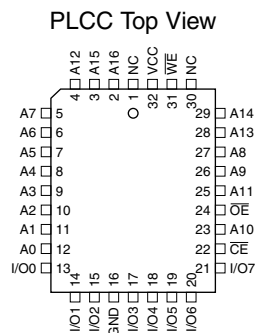 PLCC Top View
A12 A15 A16 NC VCC W̅E̅ NC
4 3 2 1 32 31 30
A7 5 29 A14
A6 6 28 A13
A5 7 27 A8
A4 8 26 A9
A3 9 25 A11
A2 10 24 O̅E̅
A1 11 23 A10
A0 12 22 C̅E̅
I/O0 13 21 I/O7
14 15 16 17 18 19 20
I/O1 I/O2 GND I/O3 I/O4 I/O5 I/O6